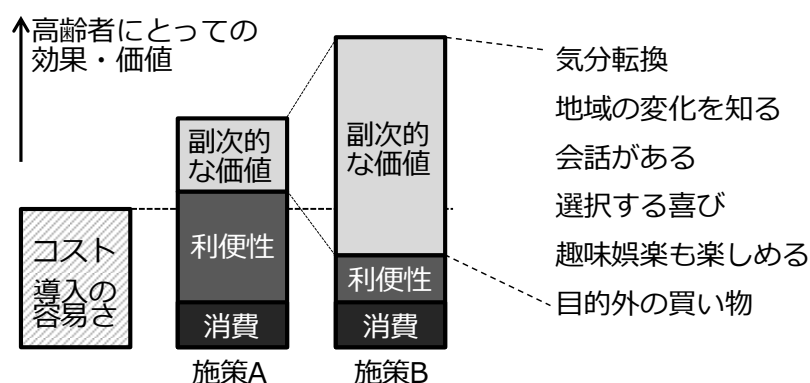 高齢者にとっての
効果・価値
コスト
導入の
容易さ
副次的
な価値
利便性
消費
施策A
副次的
な価値
利便性
消費
施策B
気分転換
地域の変化を知る
会話がある
選択する喜び
趣味娯楽も楽しめる
目的外の買い物